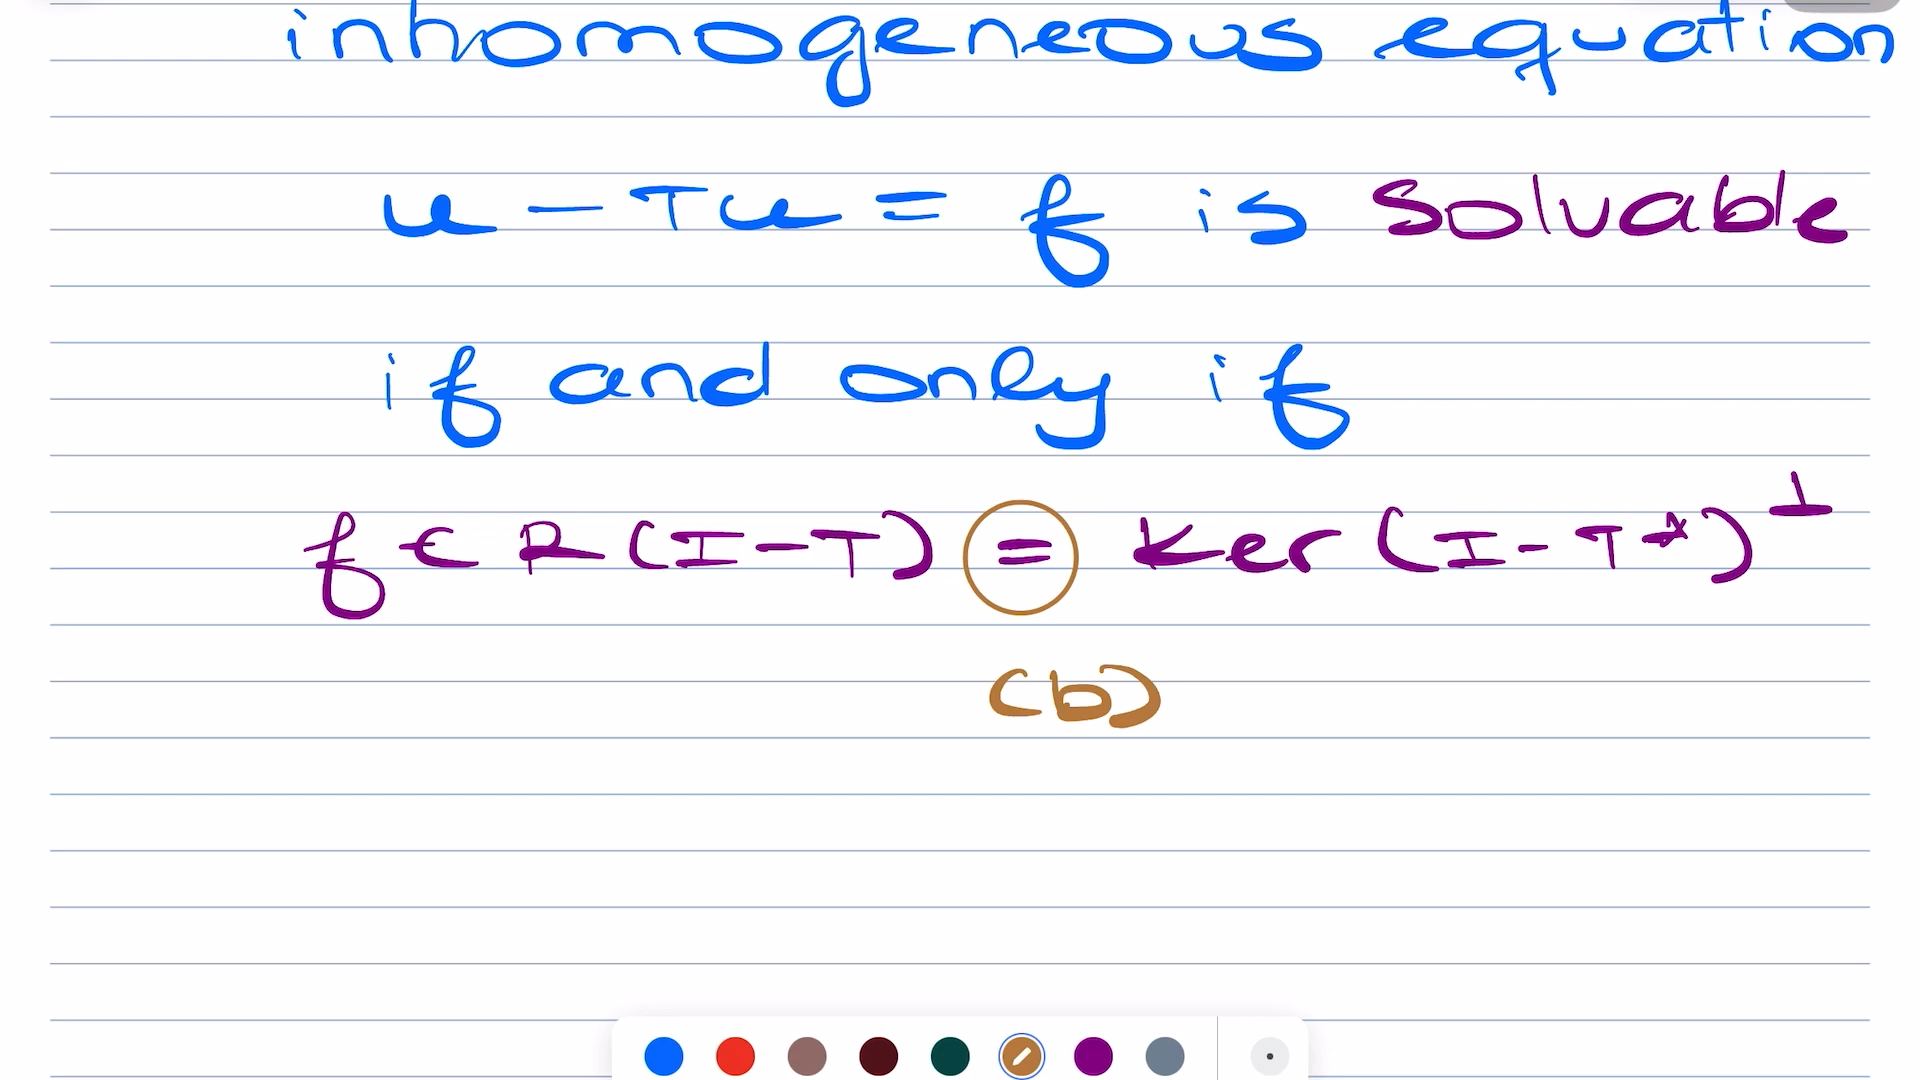 inhomogeneous equation
u - Tu = f is solvable
if and only if
f ∈ R(I-T) = ker(I-T*)⊥
(b)